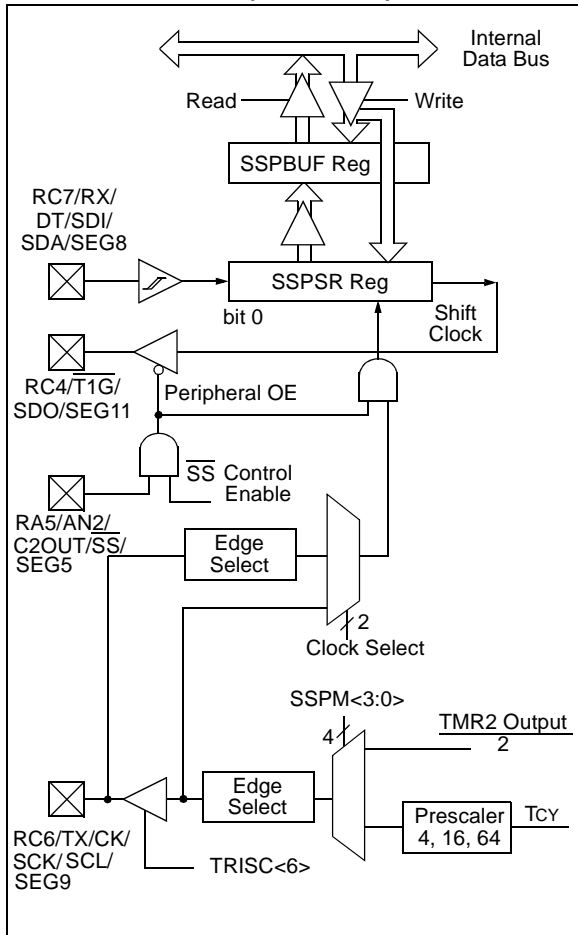 Internal
Data Bus
Read
Write
SSPBUF Reg
RC7/RX/
DT/SDI/
SDA/SEG8
SSPSR Reg
bit 0
Shift
Clock
RC4/T1G/
SDO/SEG11
Peripheral OE
SS Control
Enable
RA5/AN2/
C2OUT/SS/
SEG5
Edge
Select
2
Clock Select
SSPM<3:0>
4
TMR2 Output
2
Edge
Select
Prescaler
4, 16, 64
TCY
RC6/TX/CK/
SCK/SCL/
SEG9
TRISC<6>